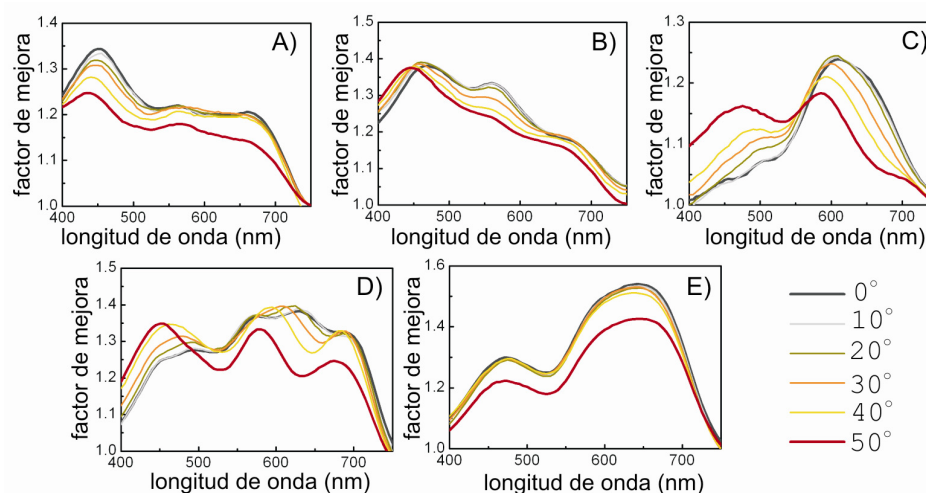 A)
factor de mejora
1.4
1.3
1.2
1.1
1.0
400 500 600 700
longitud de onda (nm)
B)
factor de mejora
1.5
1.4
1.3
1.2
1.1
1.0
400 500 600 700
longitud de onda (nm)
C)
factor de mejora
1.3
1.2
1.1
1.0
400 500 600 700
longitud de onda (nm)
D)
factor de mejora
1.5
1.4
1.3
1.2
1.1
1.0
400 500 600 700
longitud de onda (nm)
E)
factor de mejora
1.6
1.4
1.2
1.0
400 500 600 700
longitud de onda (nm)
0°
10°
20°
30°
40°
50°